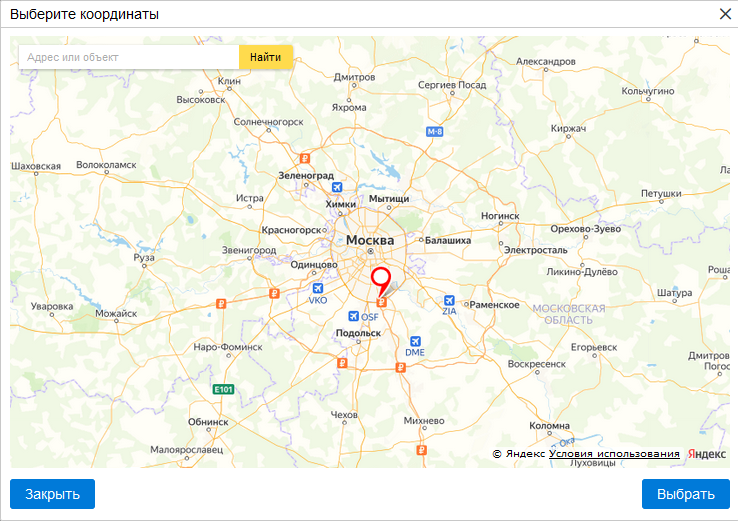 Выберите координаты
Адрес или объект
Найти
Клин
Высоковск
Дмитров
Яхрома
Сергиев Посад
Александров
Кольчугино
Солнечногорск
М-8
Киржач
Шаховская
Волоколамск
Зеленоград
Истра
Химки
Мытищи
Петушки
Красногорск
Москва
Балашиха
Ногинск
Орехово-Зуево
Электросталь
Руза
Звенигород
Одинцово
Ликино-Дулёво
Рош
VKO
OSF
ZIA
Раменское
МОСКОВСКАЯ
ОБЛАСТЬ
Шатура
Уваровка
Можайск
Подольск
DME
Наро-Фоминск
Воскресенск
Егорьевск
Дмитров
Погос
E101
Обнинск
Чехов
Михнево
Коломна
Малоярославец
Луховицы
© Яндекс Условия использования Яндекс
Закрыть
Выбрать